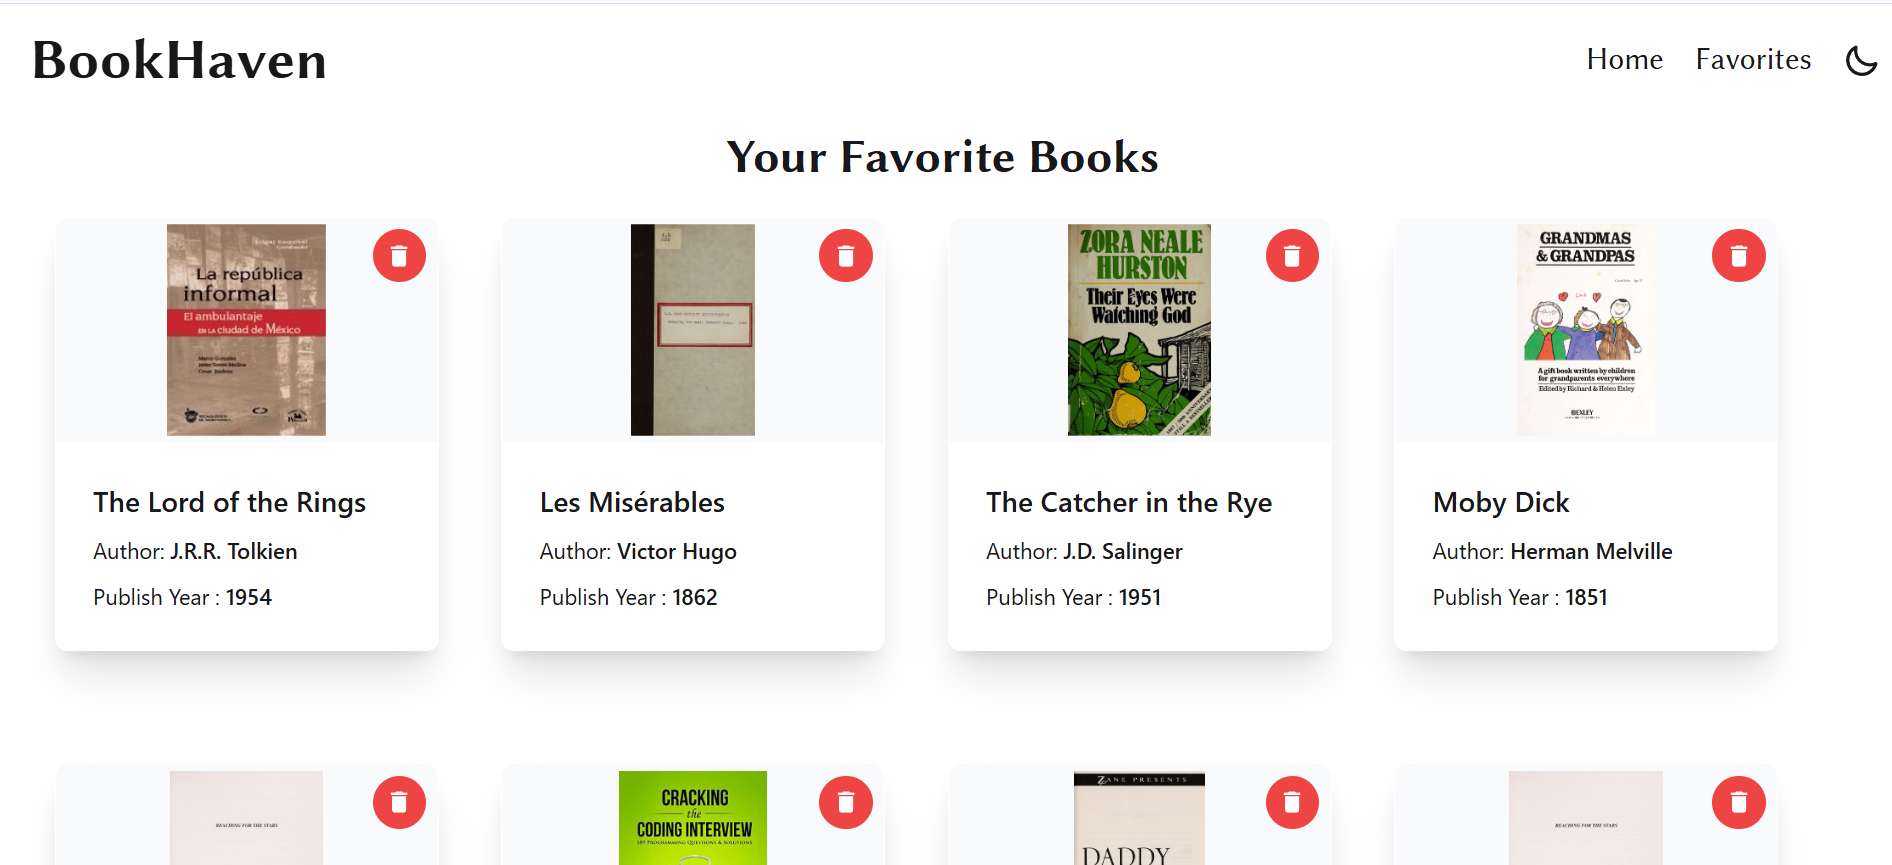 BookHaven
Home Favorites
Your Favorite Books
La república
informal
El ambulantaje
EN LA ciudad de México
The Lord of the Rings
Author: J.R.R. Tolkien
Publish Year : 1954
Les Misérables
Author: Victor Hugo
Publish Year : 1862
ZORA NEALE
HURSTON
Their Eyes Were
Watching God
The Catcher in the Rye
Author: J.D. Salinger
Publish Year : 1951
GRANDMAS
& GRANDPAS
A gift book written by children
for grandparents everywhere
Edited by Richard & Helen Exley
EXLEY
Moby Dick
Author: Herman Melville
Publish Year : 1851
REACHING FOR THE STARS
CRACKING
the
CODING INTERVIEW
189 PROGRAMMING QUESTIONS & SOLUTIONS
ZANE PRESENTS
DADDY
REACHING FOR THE STARS